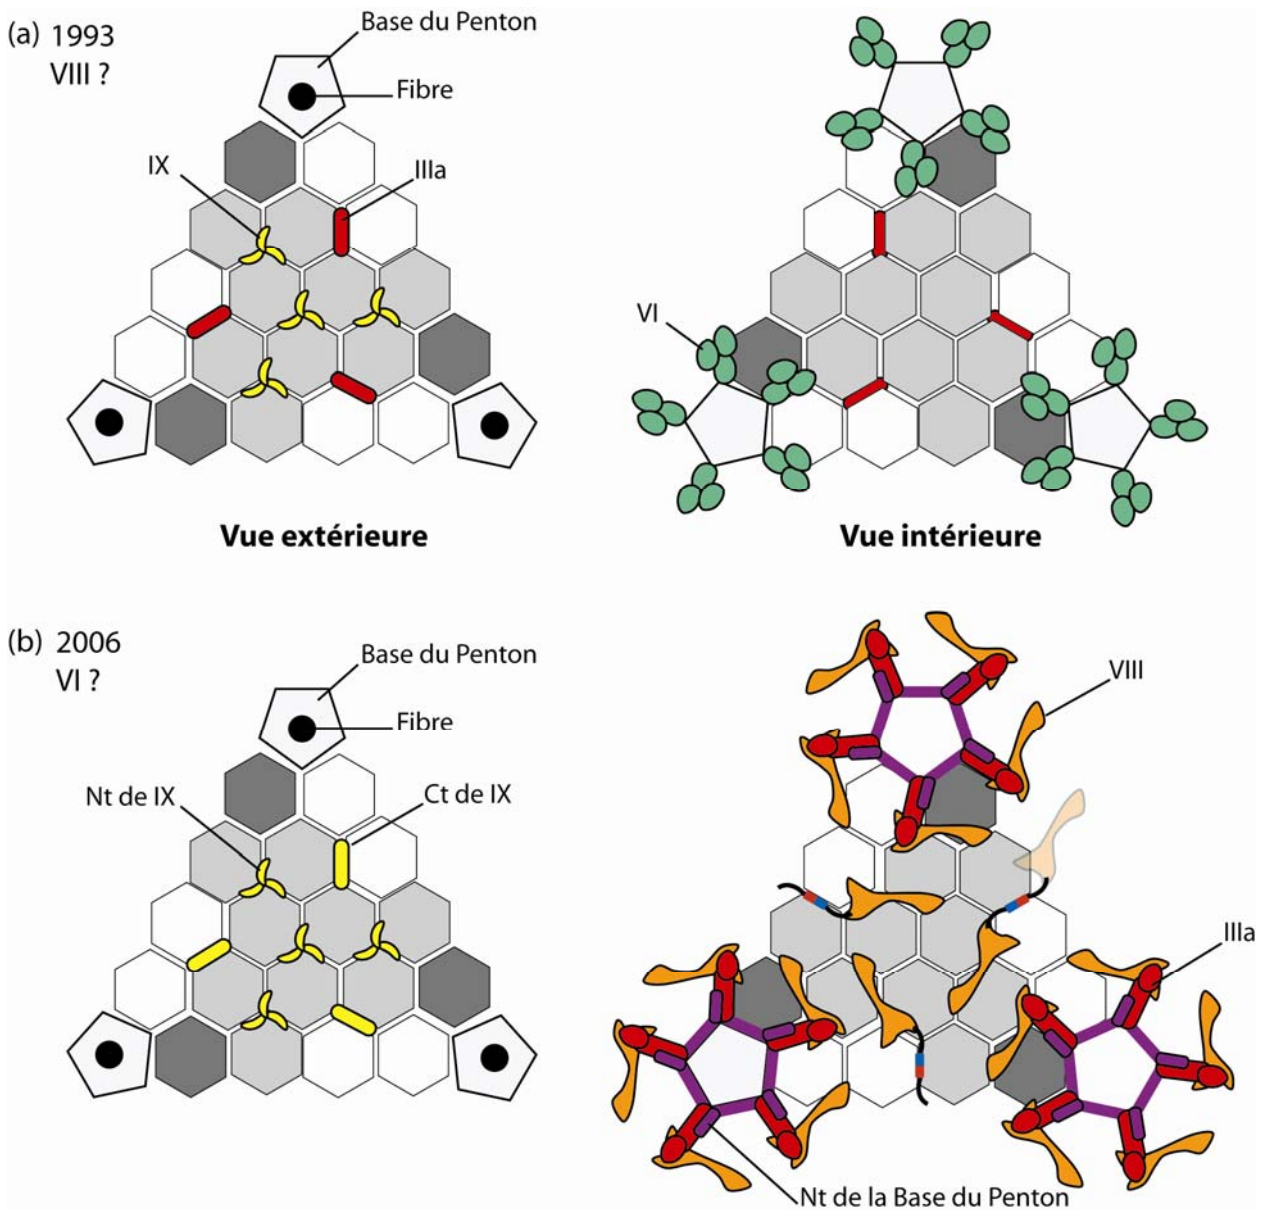 (a) 1993
VIII ?
Base du Penton
Fibre
IX
IIIa
VI
Vue extérieure
Vue intérieure
(b) 2006
VI ?
Base du Penton
Fibre
Nt de IX
Ct de IX
VIII
IIIa
Nt de la Base du Penton